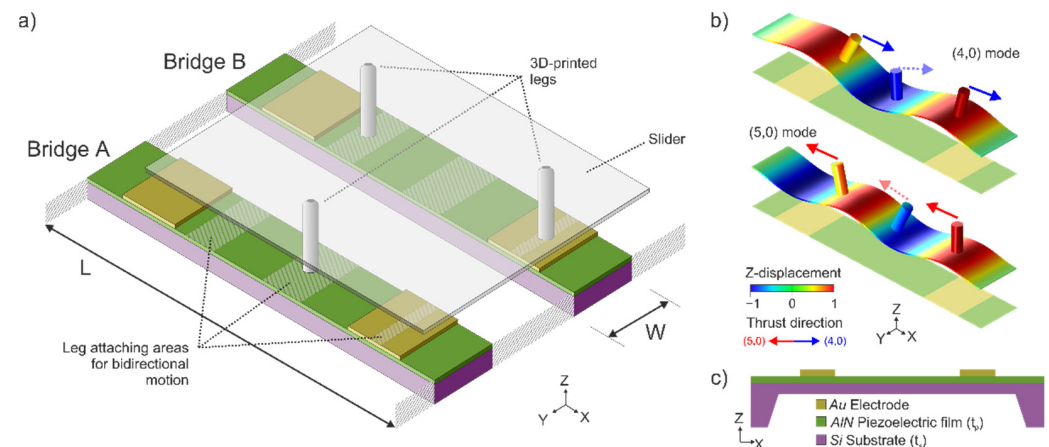 a)
Bridge B
Bridge A
3D-printed
legs
Slider
L
W
Leg attaching areas
for bidirectional
motion
Z
Y
X
b)
(4,0) mode
(5,0) mode
Z-displacement
−1 0 1
Thrust direction
(5,0) (4,0)
Z
Y X
c)
Au Electrode
AlN Piezoelectric film (tp)
Si Substrate (ts)
Z
X